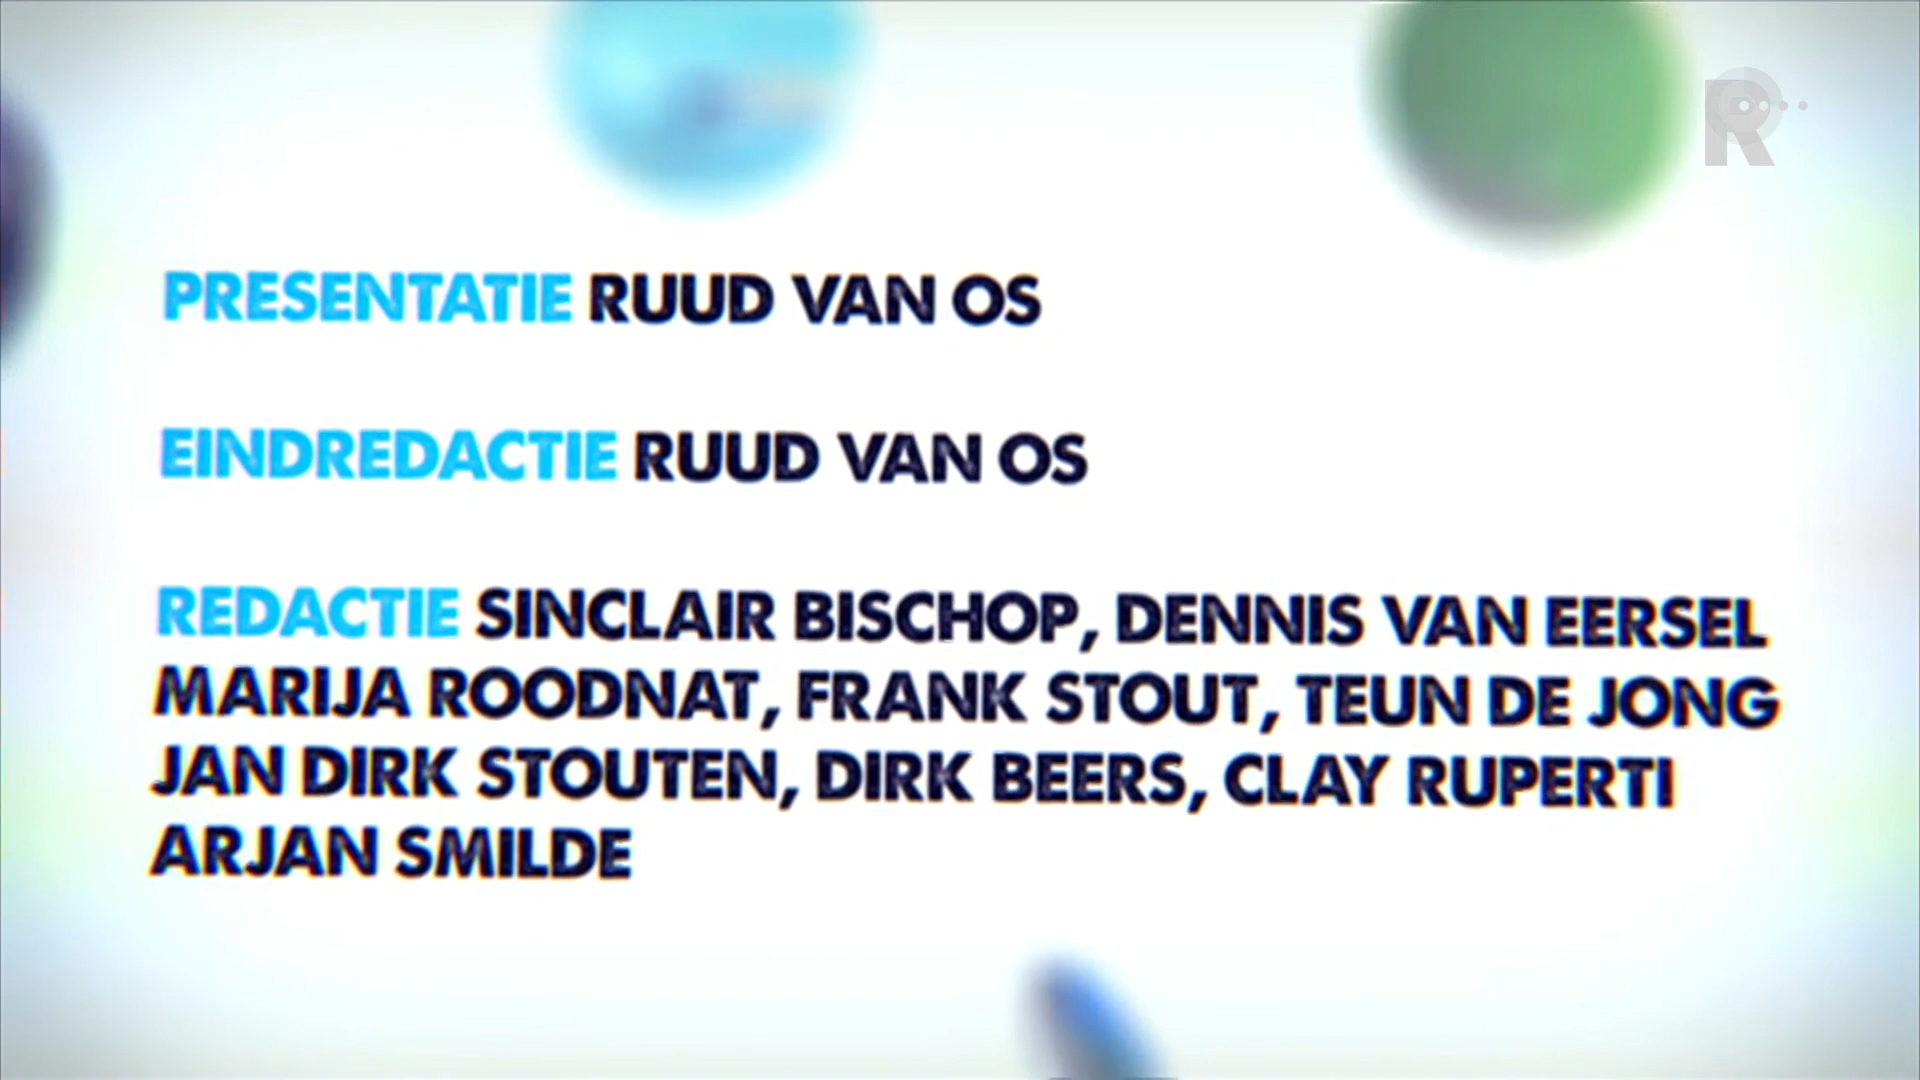 PRESENTATIE RUUD VAN OS
EINDREDACTIE RUUD VAN OS
REDACTIE SINCLAIR BISCHOP, DENNIS VAN EERSEL
MARIJA ROODNAT, FRANK STOUT, TEUN DE JONG
JAN DIRK STOUTEN, DIRK BEERS, CLAY RUPERTI
ARJAN SMILDE
R